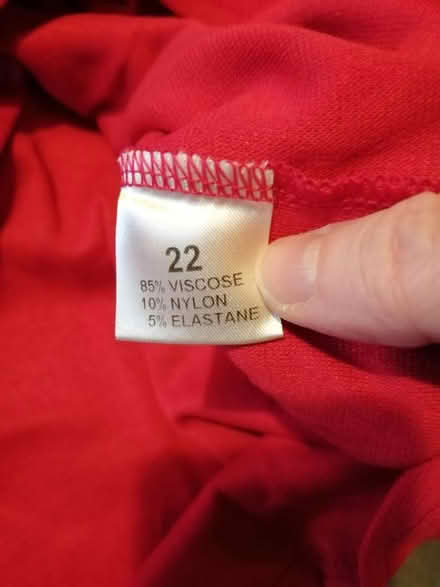 22
85% VISCOSE
10% NYLON
5% ELASTANE